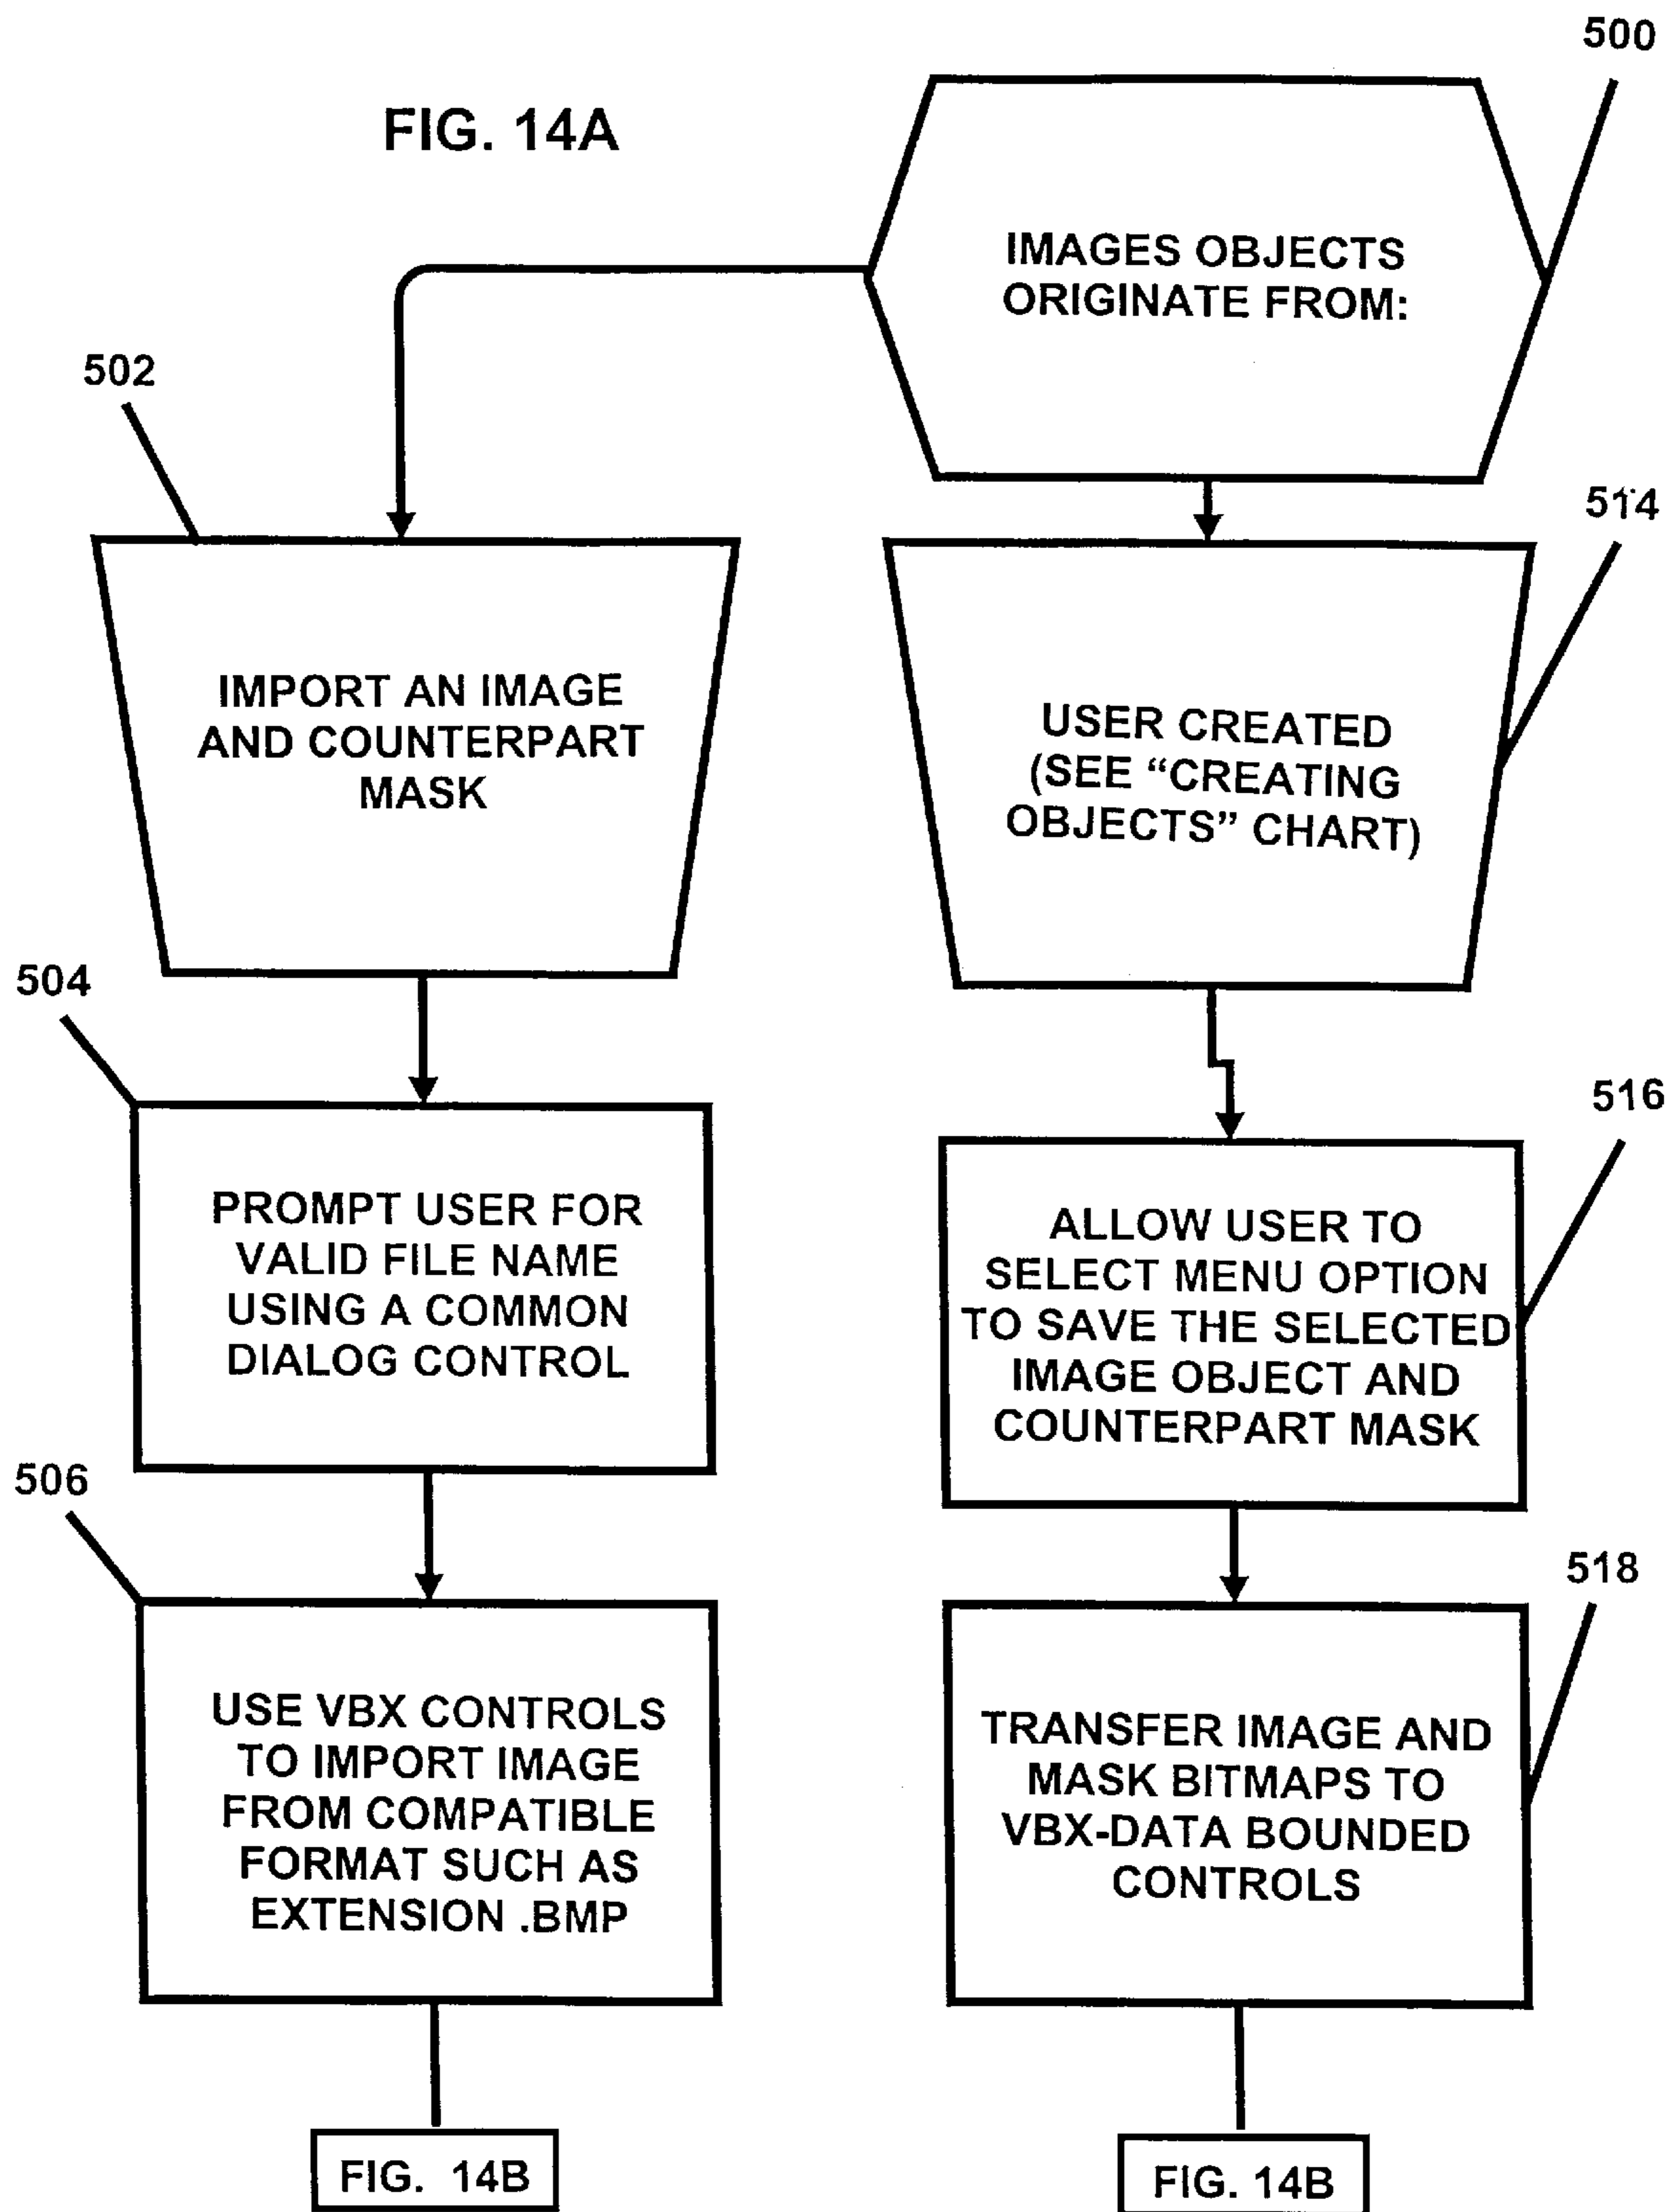 FIG. 14A
500
IMAGES OBJECTS
ORIGINATE FROM:
502
IMPORT AN IMAGE
AND COUNTERPART
MASK
514
USER CREATED
(SEE “CREATING
OBJECTS” CHART)
504
PROMPT USER FOR
VALID FILE NAME
USING A COMMON
DIALOG CONTROL
516
ALLOW USER TO
SELECT MENU OPTION
TO SAVE THE SELECTED
IMAGE OBJECT AND
COUNTERPART MASK
506
USE VBX CONTROLS
TO IMPORT IMAGE
FROM COMPATIBLE
FORMAT SUCH AS
EXTENSION .BMP
518
TRANSFER IMAGE AND
MASK BITMAPS TO
VBX-DATA BOUNDED
CONTROLS
FIG. 14B
FIG. 14B